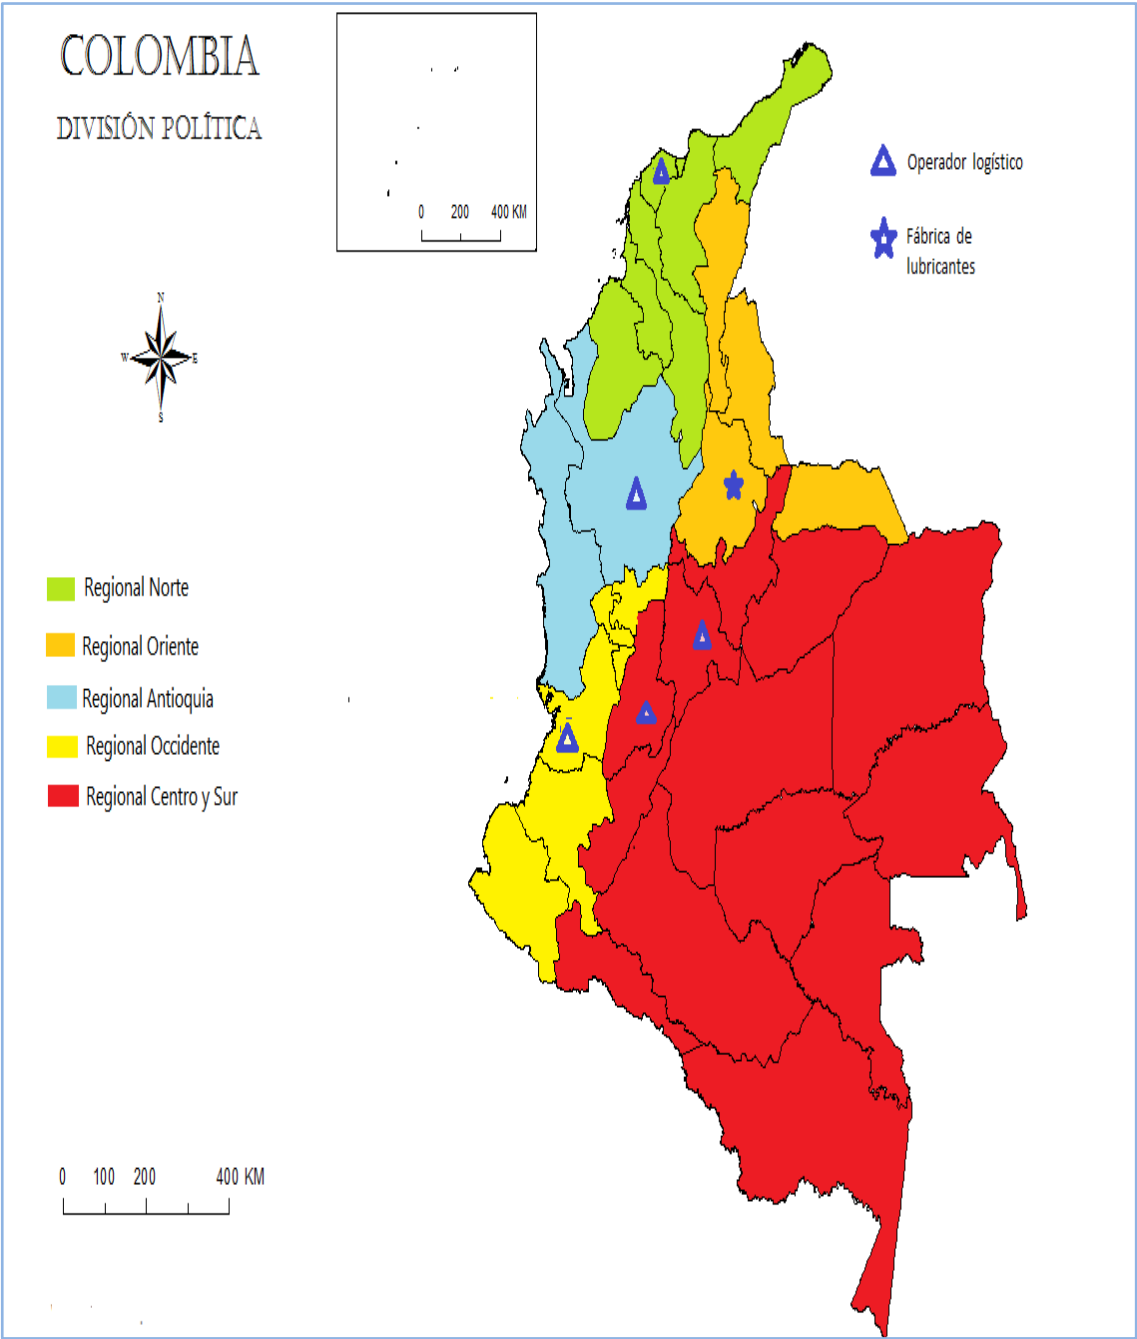 COLOMBIA
DIVISIÓN POLÍTICA
0 200 400 KM
Operador logístico
Fábrica de
lubricantes
N
W E
S
Regional Norte
Regional Oriente
Regional Antioquia
Regional Occidente
Regional Centro y Sur
0 100 200 400 KM